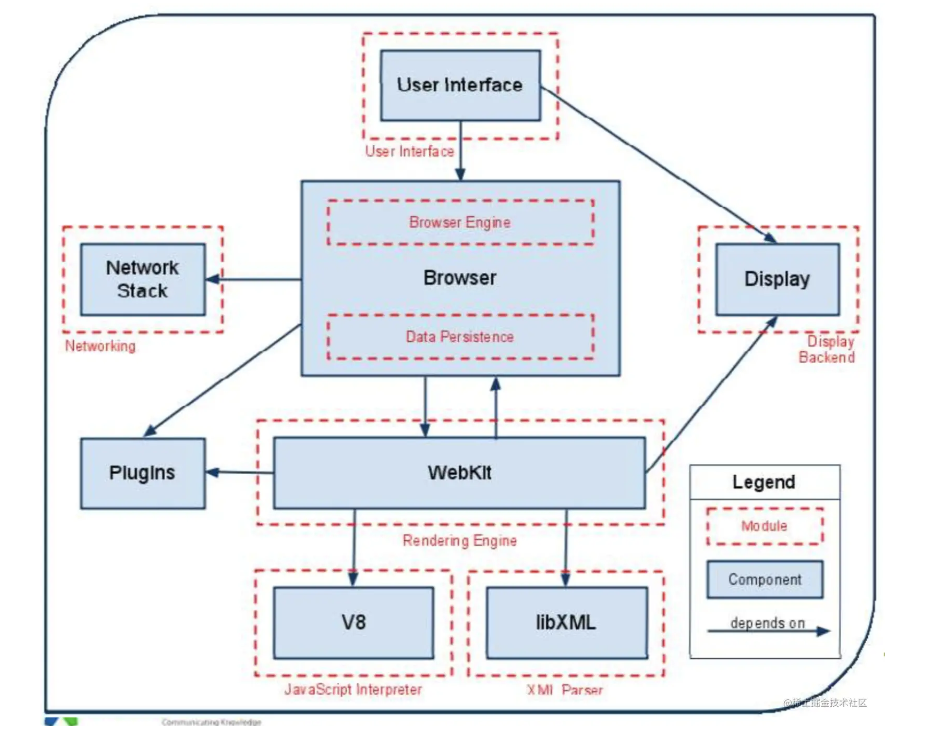 User Interface
User Interface
Browser Engine
Browser
Data Persistence
Network
Stack
Networking
Display
Display
Backend
PlugIns
WebKit
Rendering Engine
V8
JavaScript Interpreter
libXML
XML Parser
Legend
Module
Component
depends on
@稀土掘金技术社区
Communicating Knowledge